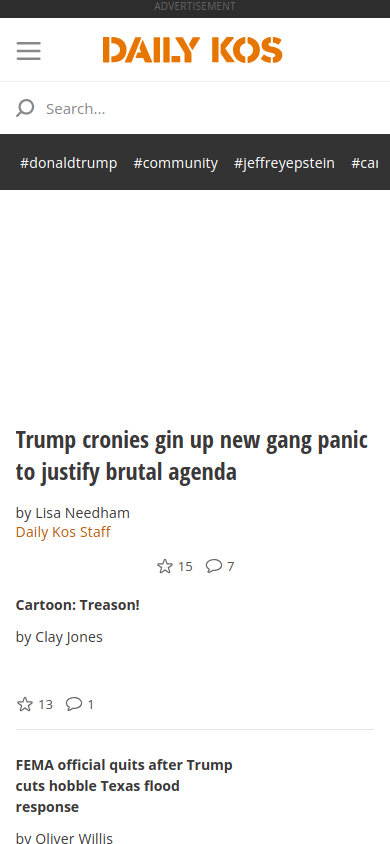 ADVERTISEMENT
DAILY KOS
Search...
#donaldtrump #community #jeffreyepstein #car
Trump cronies gin up new gang panic
to justify brutal agenda
by Lisa Needham
Daily Kos Staff
15 7
Cartoon: Treason!
by Clay Jones
13 1
FEMA official quits after Trump
cuts hobble Texas flood
response
by Oliver Willis